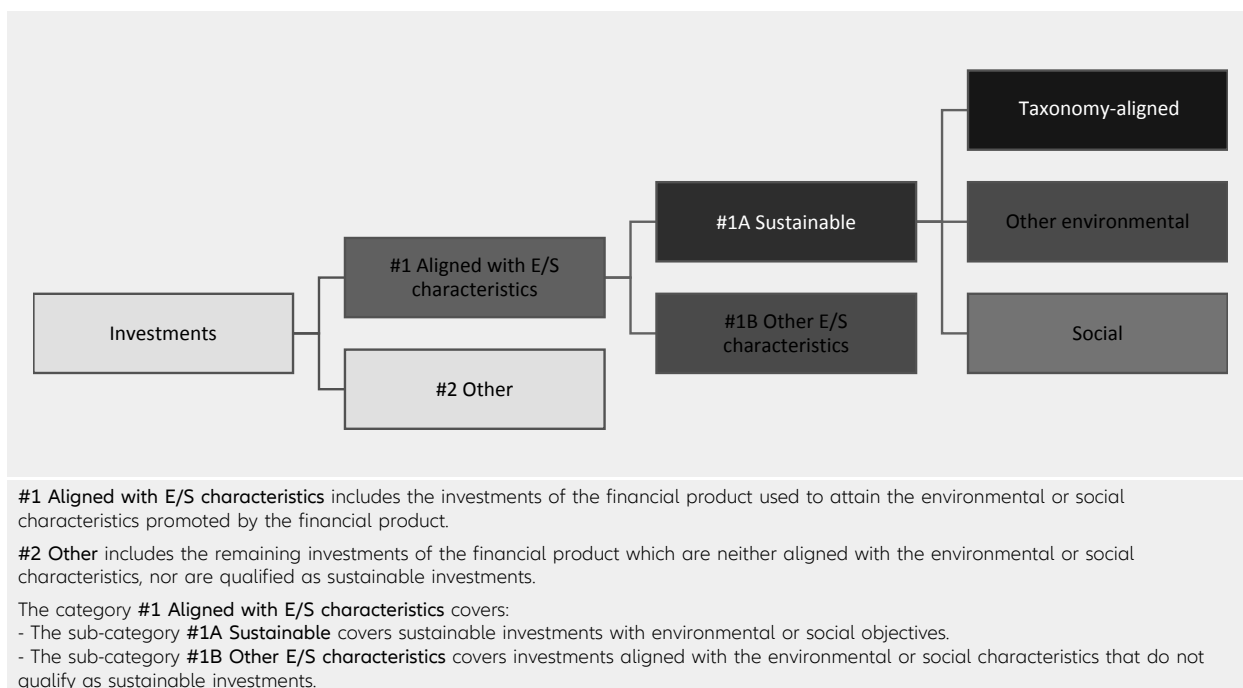 Taxonomy-aligned
#1A Sustainable
Other environmental
#1 Aligned with E/S
characteristics
#1B Other E/S
characteristics
Social
Investments
#2 Other
#1 Aligned with E/S characteristics includes the investments of the financial product used to attain the environmental or social
characteristics promoted by the financial product.
#2 Other includes the remaining investments of the financial product which are neither aligned with the environmental or social
characteristics, nor are qualified as sustainable investments.
The category #1 Aligned with E/S characteristics covers:
- The sub-category #1A Sustainable covers sustainable investments with environmental or social objectives.
- The sub-category #1B Other E/S characteristics covers investments aligned with the environmental or social characteristics that do not
qualify as sustainable investments.